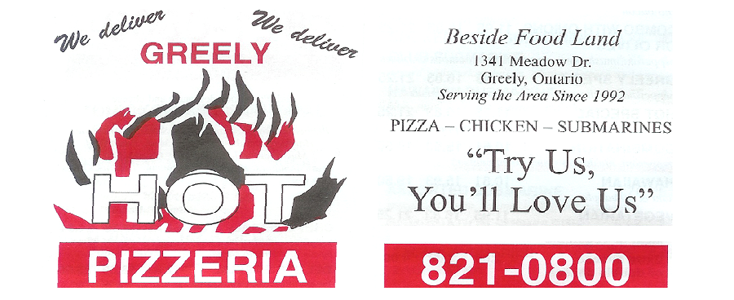 We deliver
We deliver
GREELY
HOT
PIZZERIA
Beside Food Land
1341 Meadow Dr.
Greely, Ontario
Serving the Area Since 1992
PIZZA – CHICKEN – SUBMARINES
“Try Us,
You’ll Love Us”
821-0800